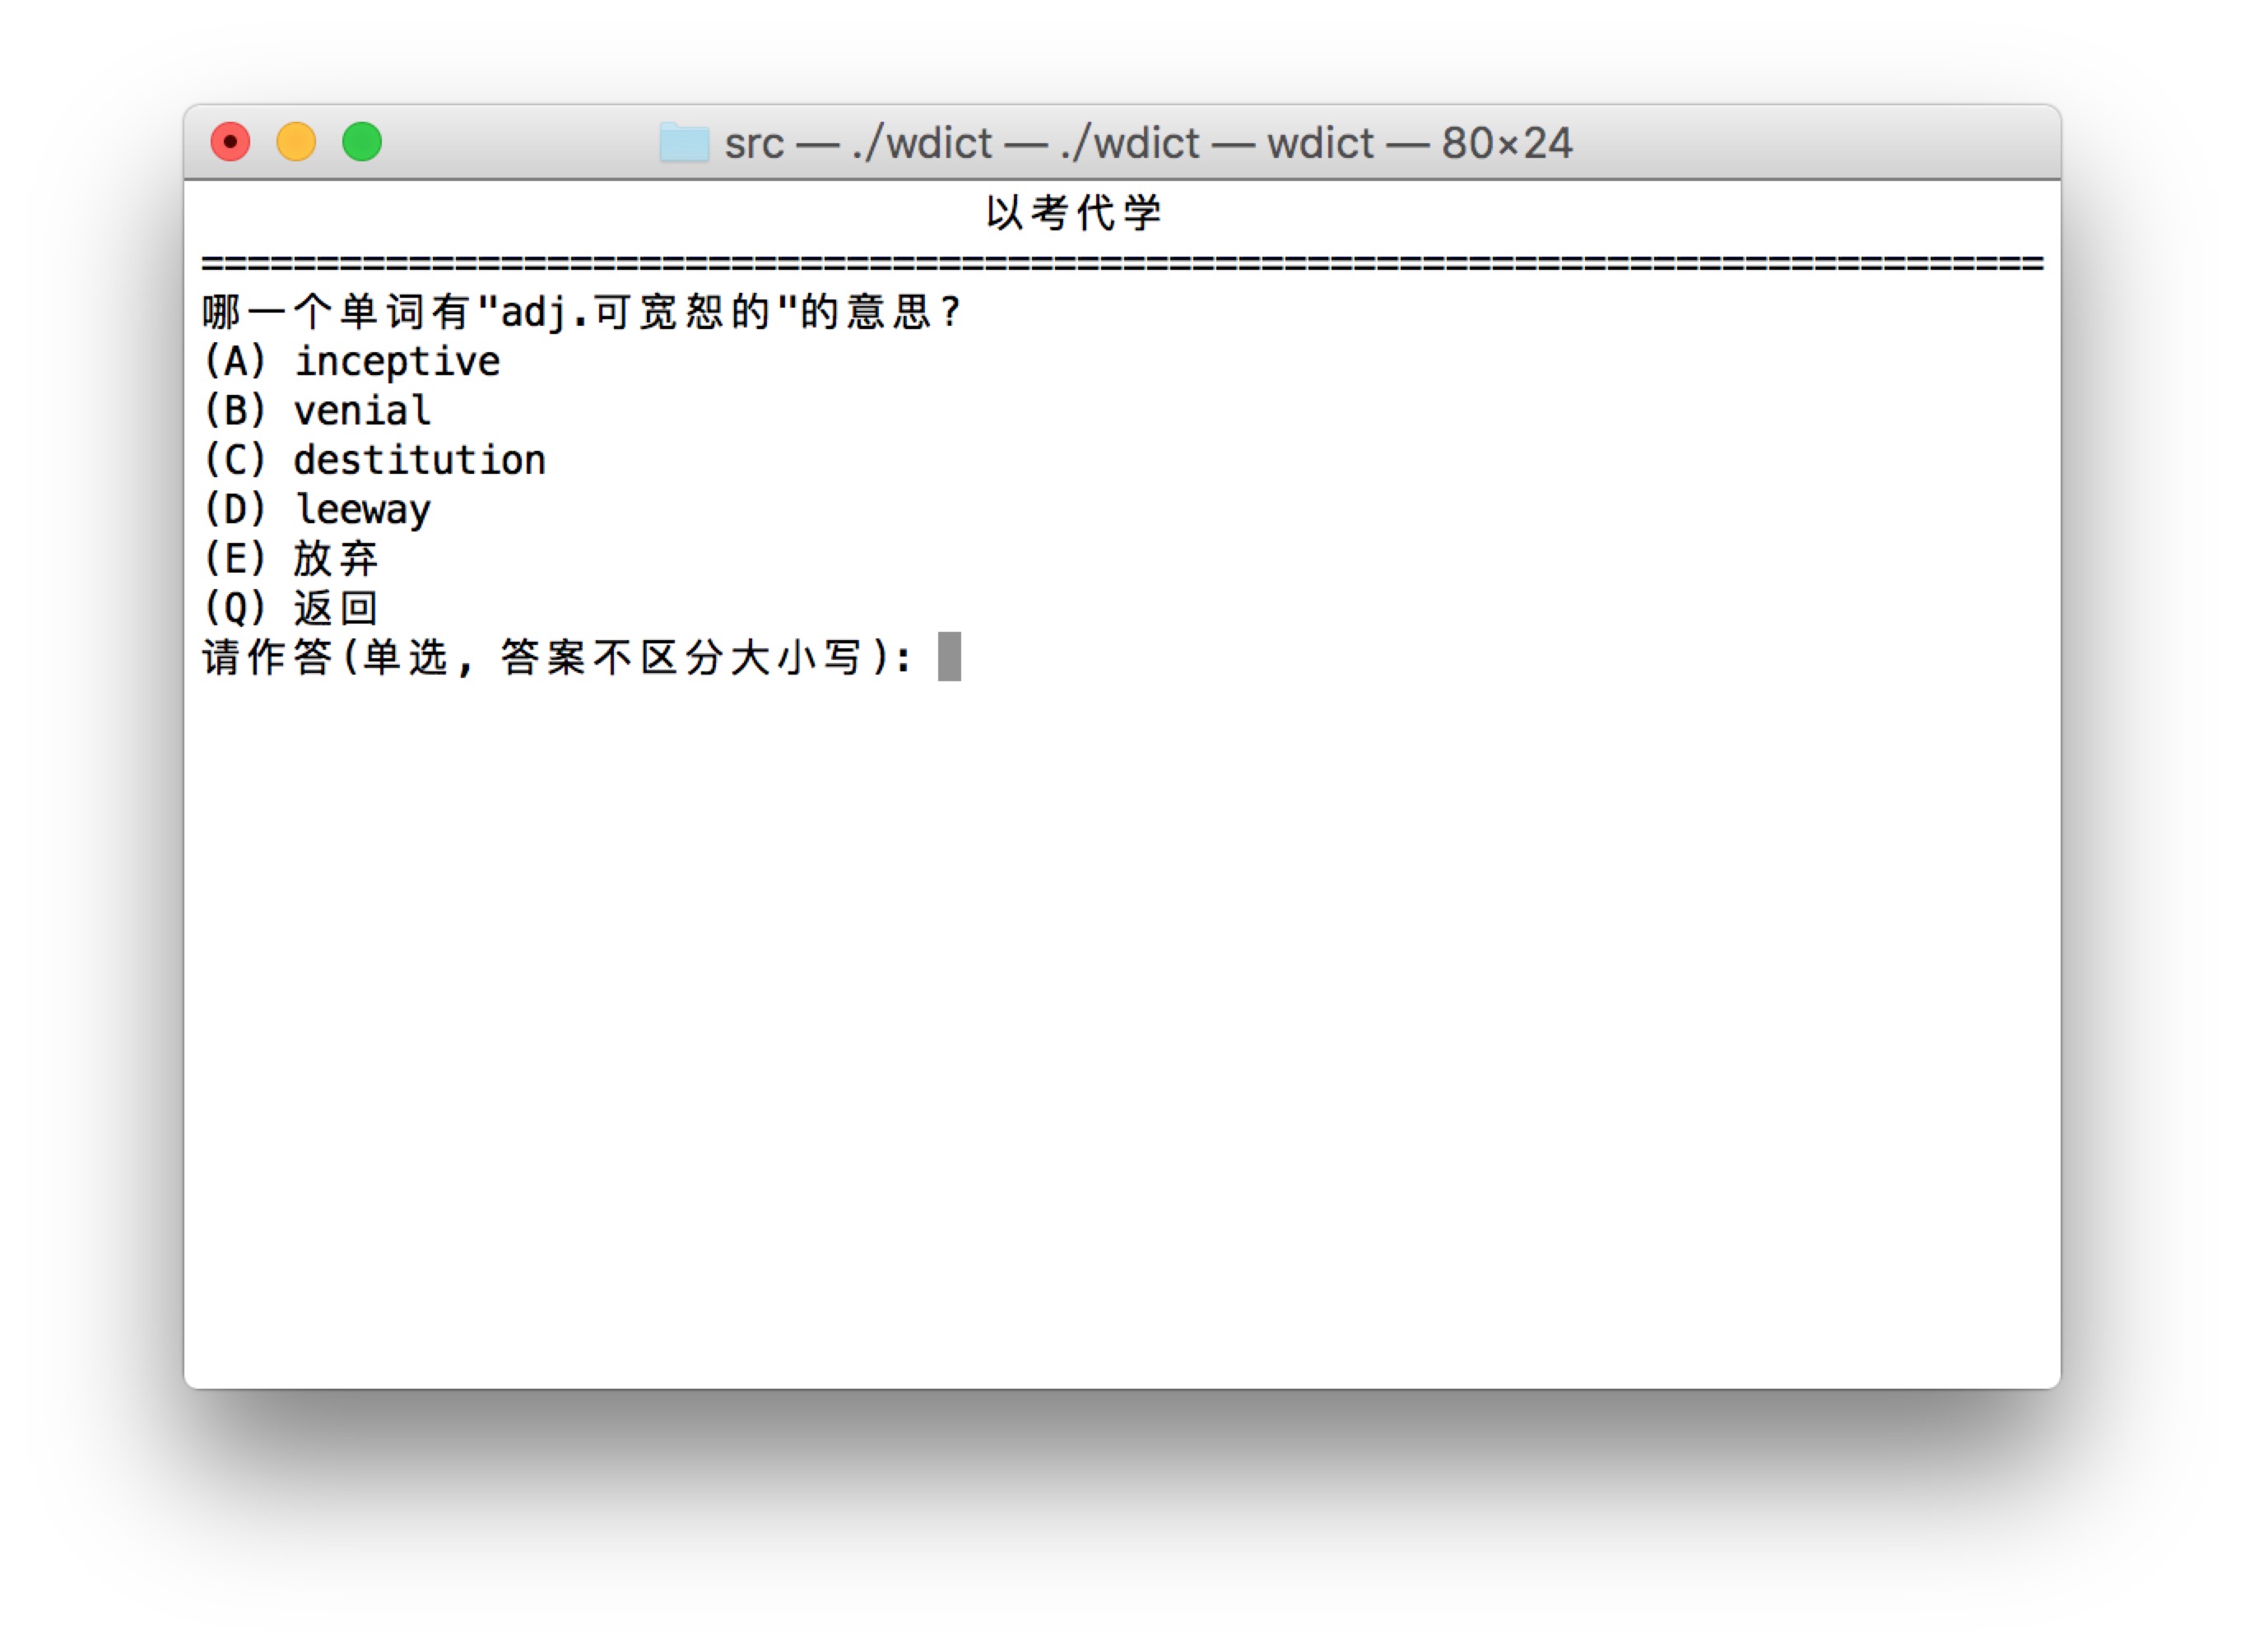 src — ./wdict — ./wdict — wdict — 80×24
以考代学
================================================================================
哪一个单词有"adj.可宽恕的"的意思?
(A) inceptive
(B) venial
(C) destitution
(D) leeway
(E) 放弃
(Q) 返回
请作答(单选, 答案不区分大小写):